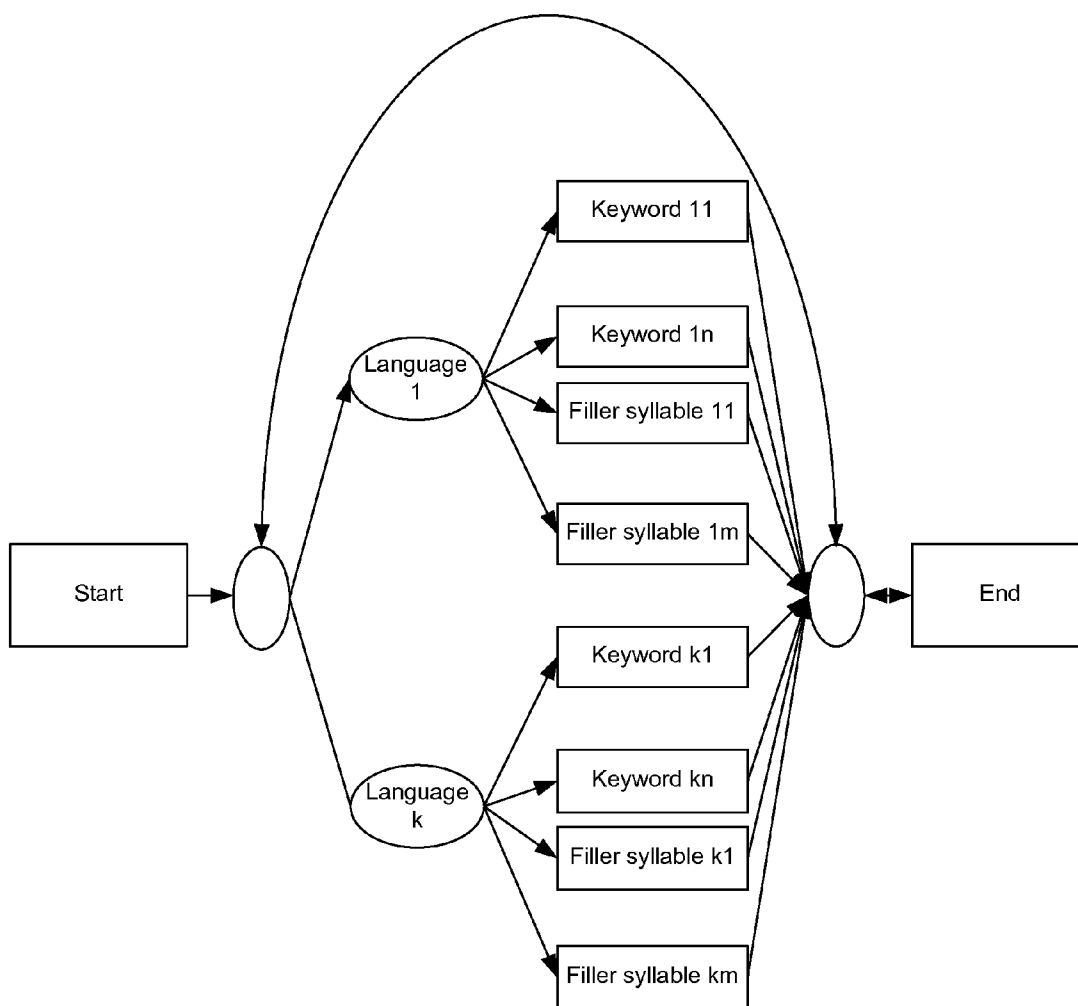 Keyword 11
Keyword 1n
Language
1
Filler syllable 11
Filler syllable 1m
Start
End
Keyword k1
Keyword kn
Language
k
Filler syllable k1
Filler syllable km